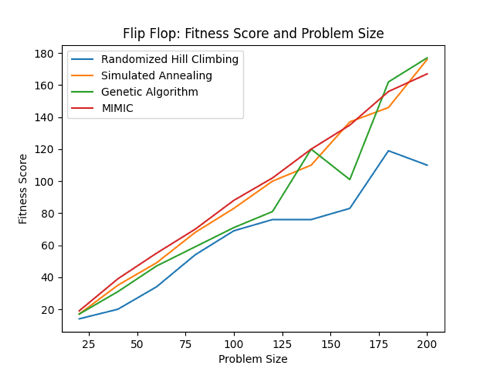 Flip Flop: Fitness Score and Problem Size
Randomized Hill Climbing
Simulated Annealing
Genetic Algorithm
MIMIC
Fitness Score
180
160
140
120
100
80
60
40
20
25
50
75
100
125
150
175
200
Problem Size